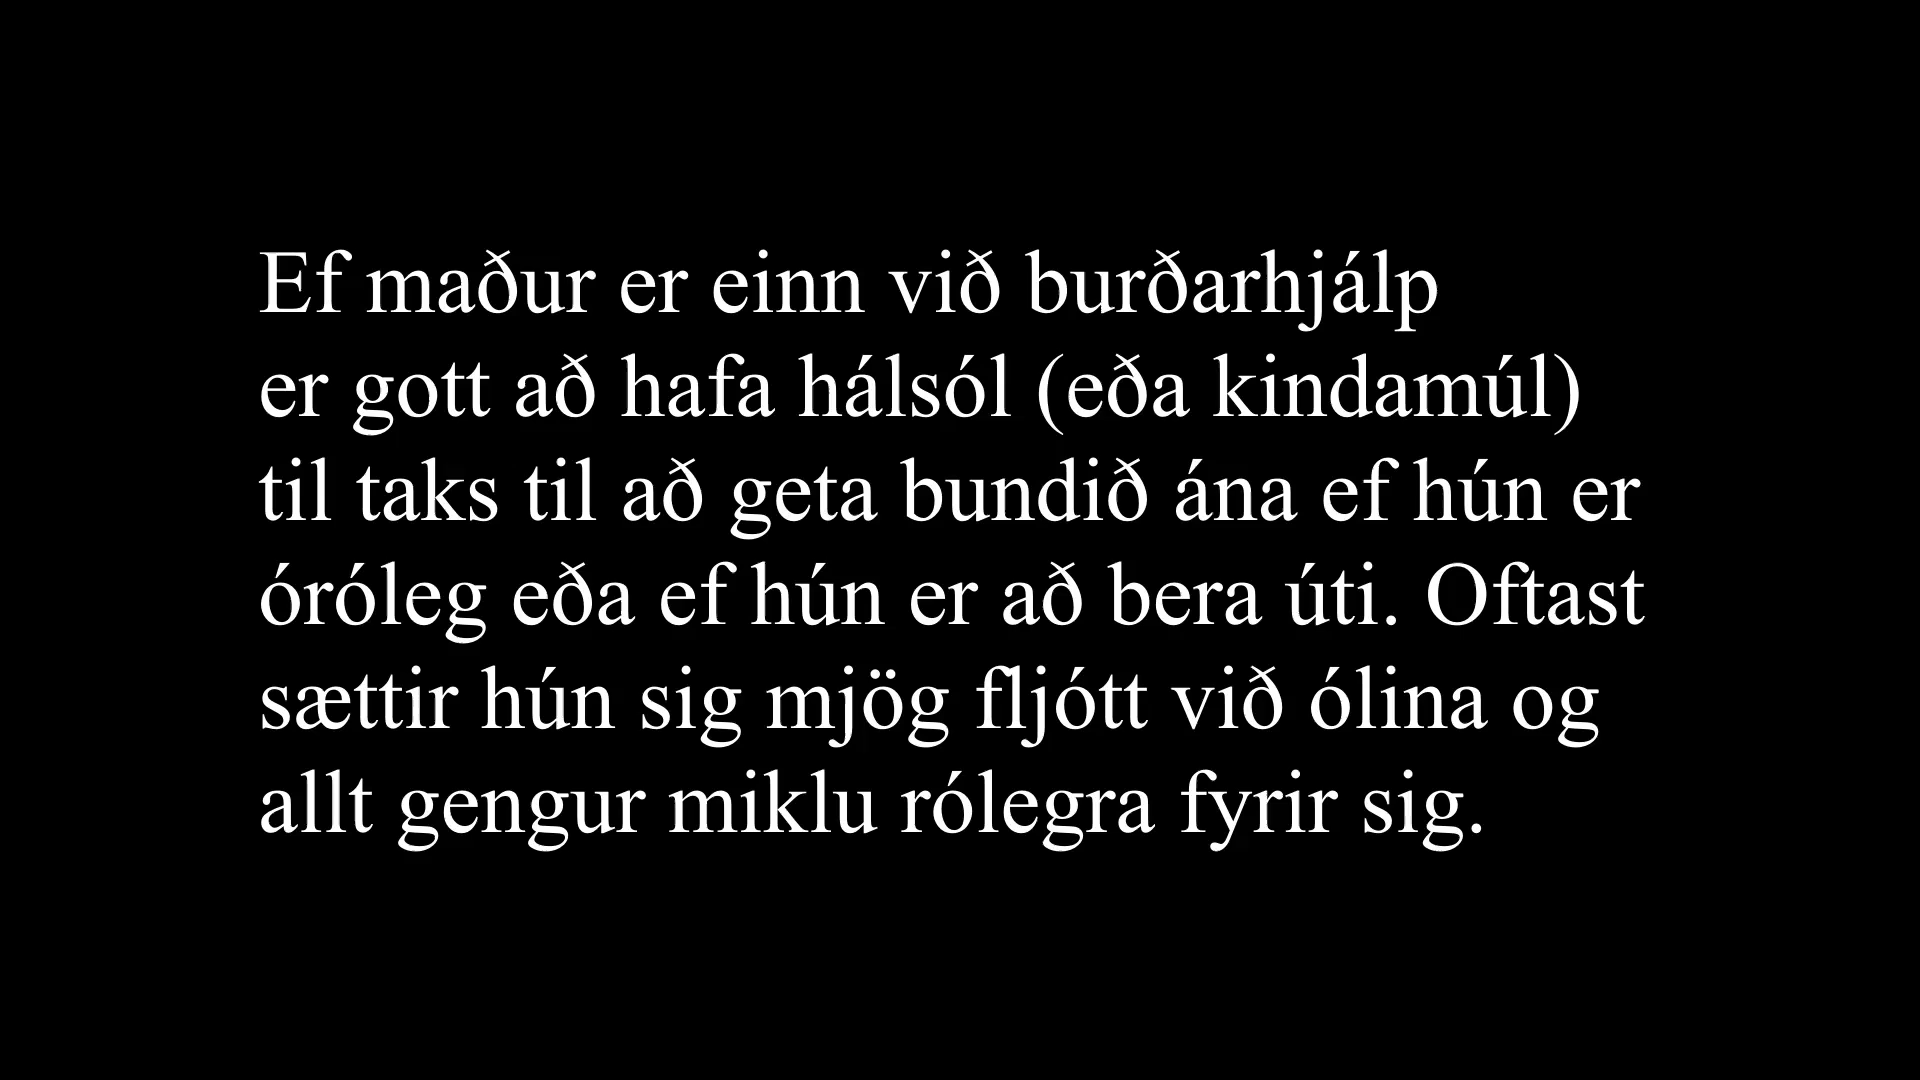 Ef maður er einn við burðarhjálp
er gott að hafa hálsól (eða kindamúl)
til taks til að geta bundið ána ef hún er
óróleg eða ef hún er að bera úti. Oftast
sættir hún sig mjög fljótt við ólina og
allt gengur miklu rólegra fyrir sig.